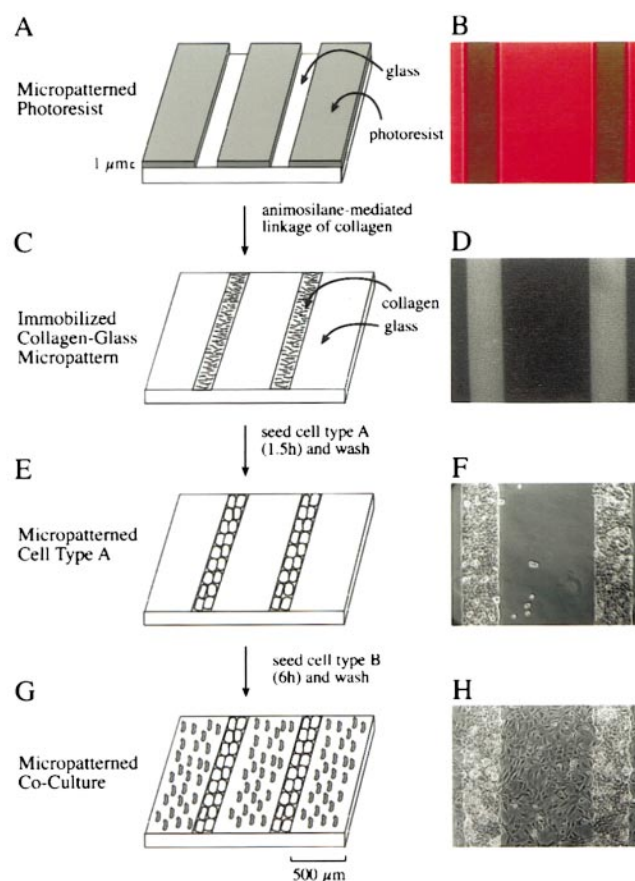 A
B
Micropatterned
Photoresist
glass
photoresist
1 μm
animosilane-mediated
linkage of collagen
C
D
Immobilized
Collagen-Glass
Micropattern
collagen
glass
seed cell type A
(1.5h) and wash
E
F
Micropatterned
Cell Type A
seed cell type B
(6h) and wash
G
H
Micropatterned
Co-Culture
500 μm